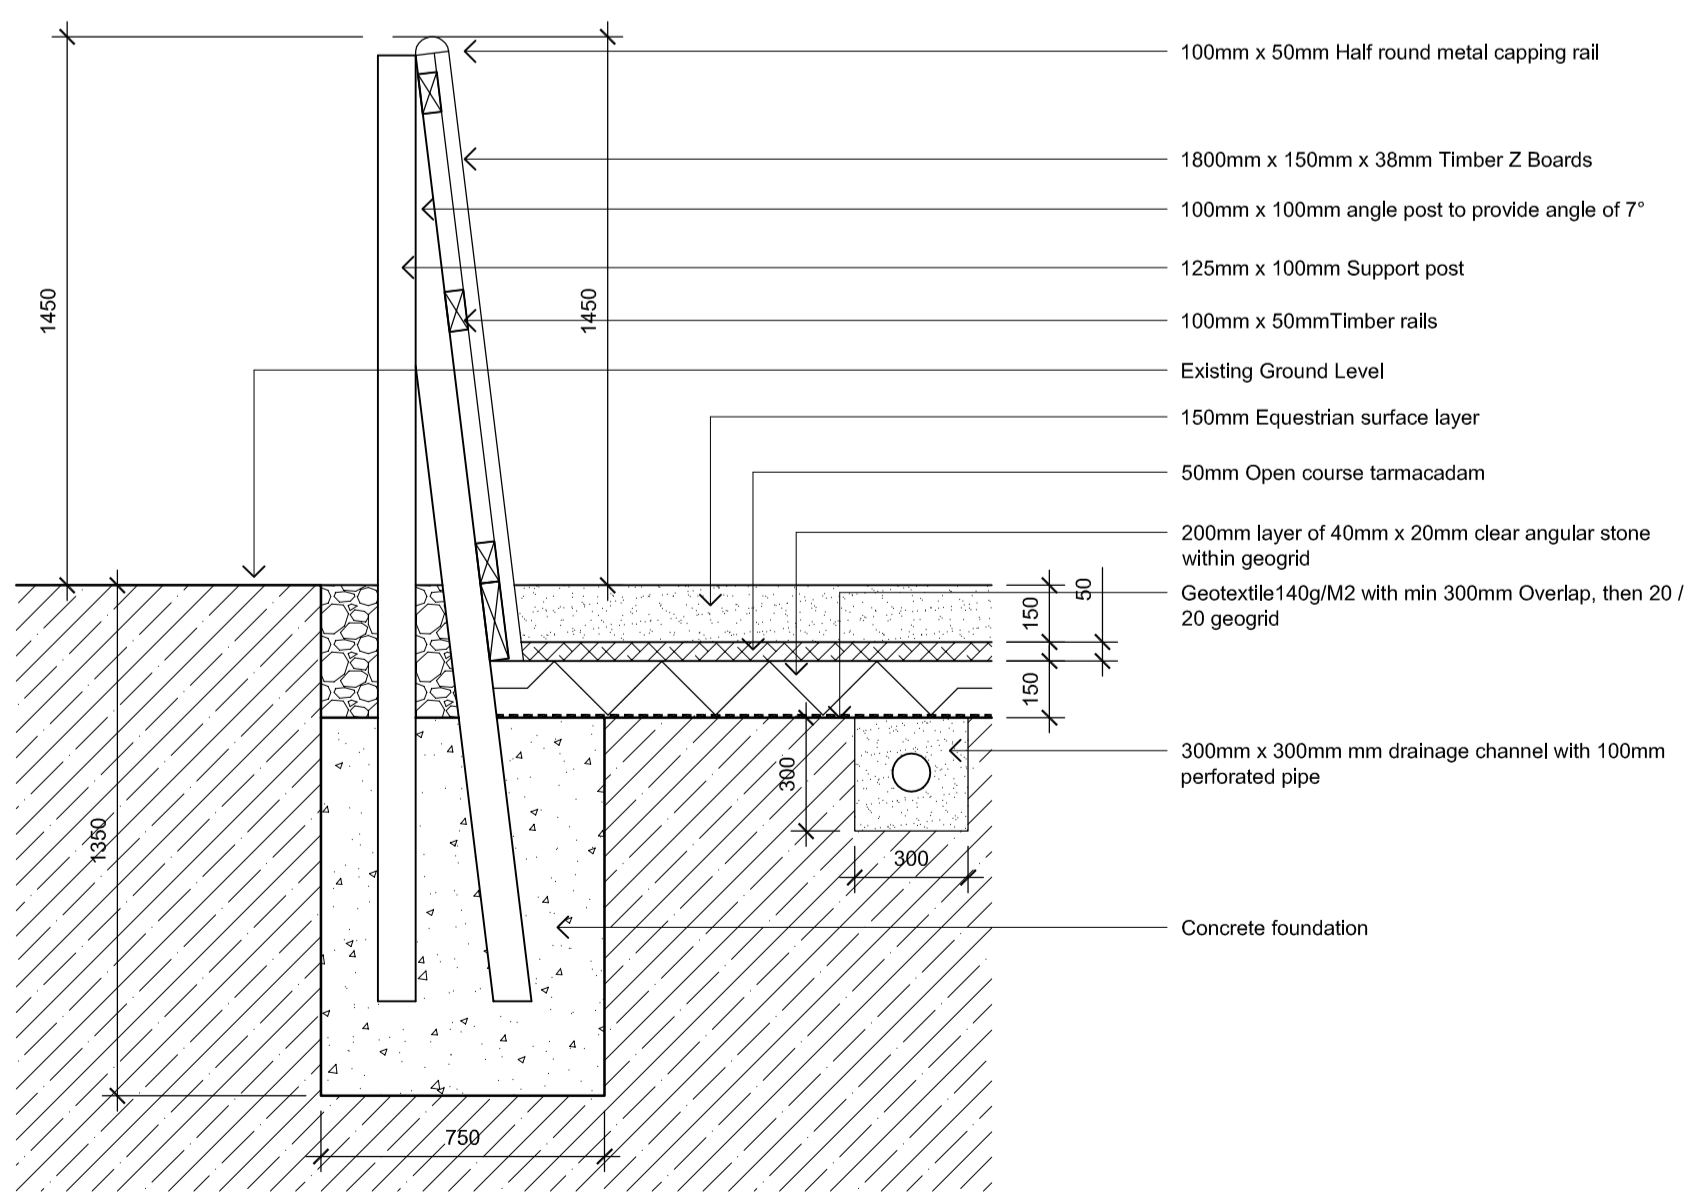 100mm x 50mm Half round metal capping rail
1800mm x 150mm x 38mm Timber Z Boards
100mm x 100mm angle post to provide angle of 7°
125mm x 100mm Support post
1450
1450
100mm x 50mmTimber rails
Existing Ground Level
150mm Equestrian surface layer
50mm Open course tarmacadam
200mm layer of 40mm x 20mm clear angular stone
within geogrid
Geotextile140g/M2 with min 300mm Overlap, then 20 /
20 geogrid
150
50
150
300mm x 300mm mm drainage channel with 100mm
perforated pipe
300
1350
300
Concrete foundation
750